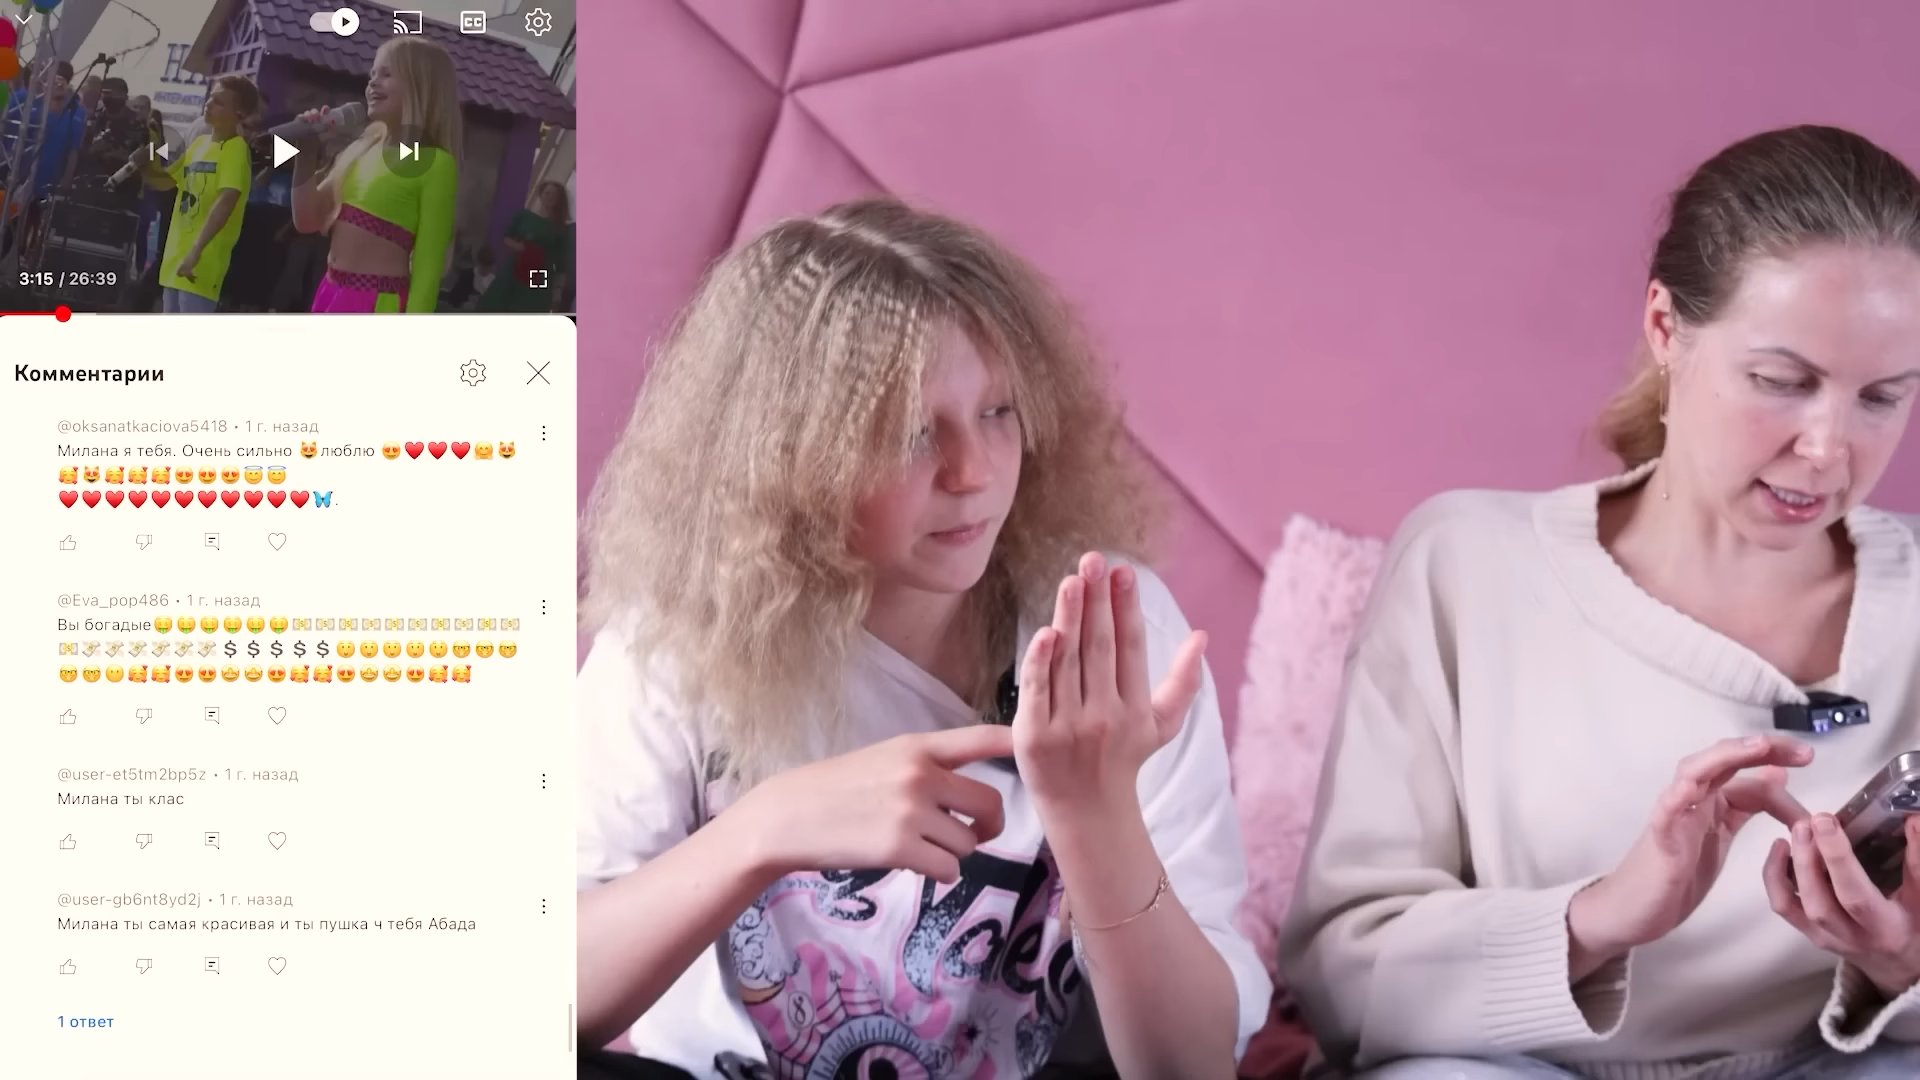 CC
3:15 / 26:39
Комментарии
@oksanatkaciova5418 • 1 г. назад
Милана я тебя. Очень сильно 😻люблю 😍❤️❤️❤️🤗😻
🥰😻🥰🥰🥰😍😍😍😇😇
❤️❤️❤️❤️❤️❤️❤️❤️❤️❤️❤️🦋.
@Eva_pop486 • 1 г. назад
Вы богадые🤑🤑🤑🤑🤑🤑💵💵💵💵💵💵💵💵💵💵
💵💸💸💸💸💸💸💲💲💲💲💲😲😲😲😲😲🤓🤓🤓
🤓🤓😶🥰🥰😍😍🤩🤩😍🥰🥰😍🤩🤩😍🥰🥰
@user-et5tm2bp5z • 1 г. назад
Милана ты клас
@user-gb6nt8yd2j • 1 г. назад
Милана ты самая красивая и ты пушка ч тебя Абада
1 ответ